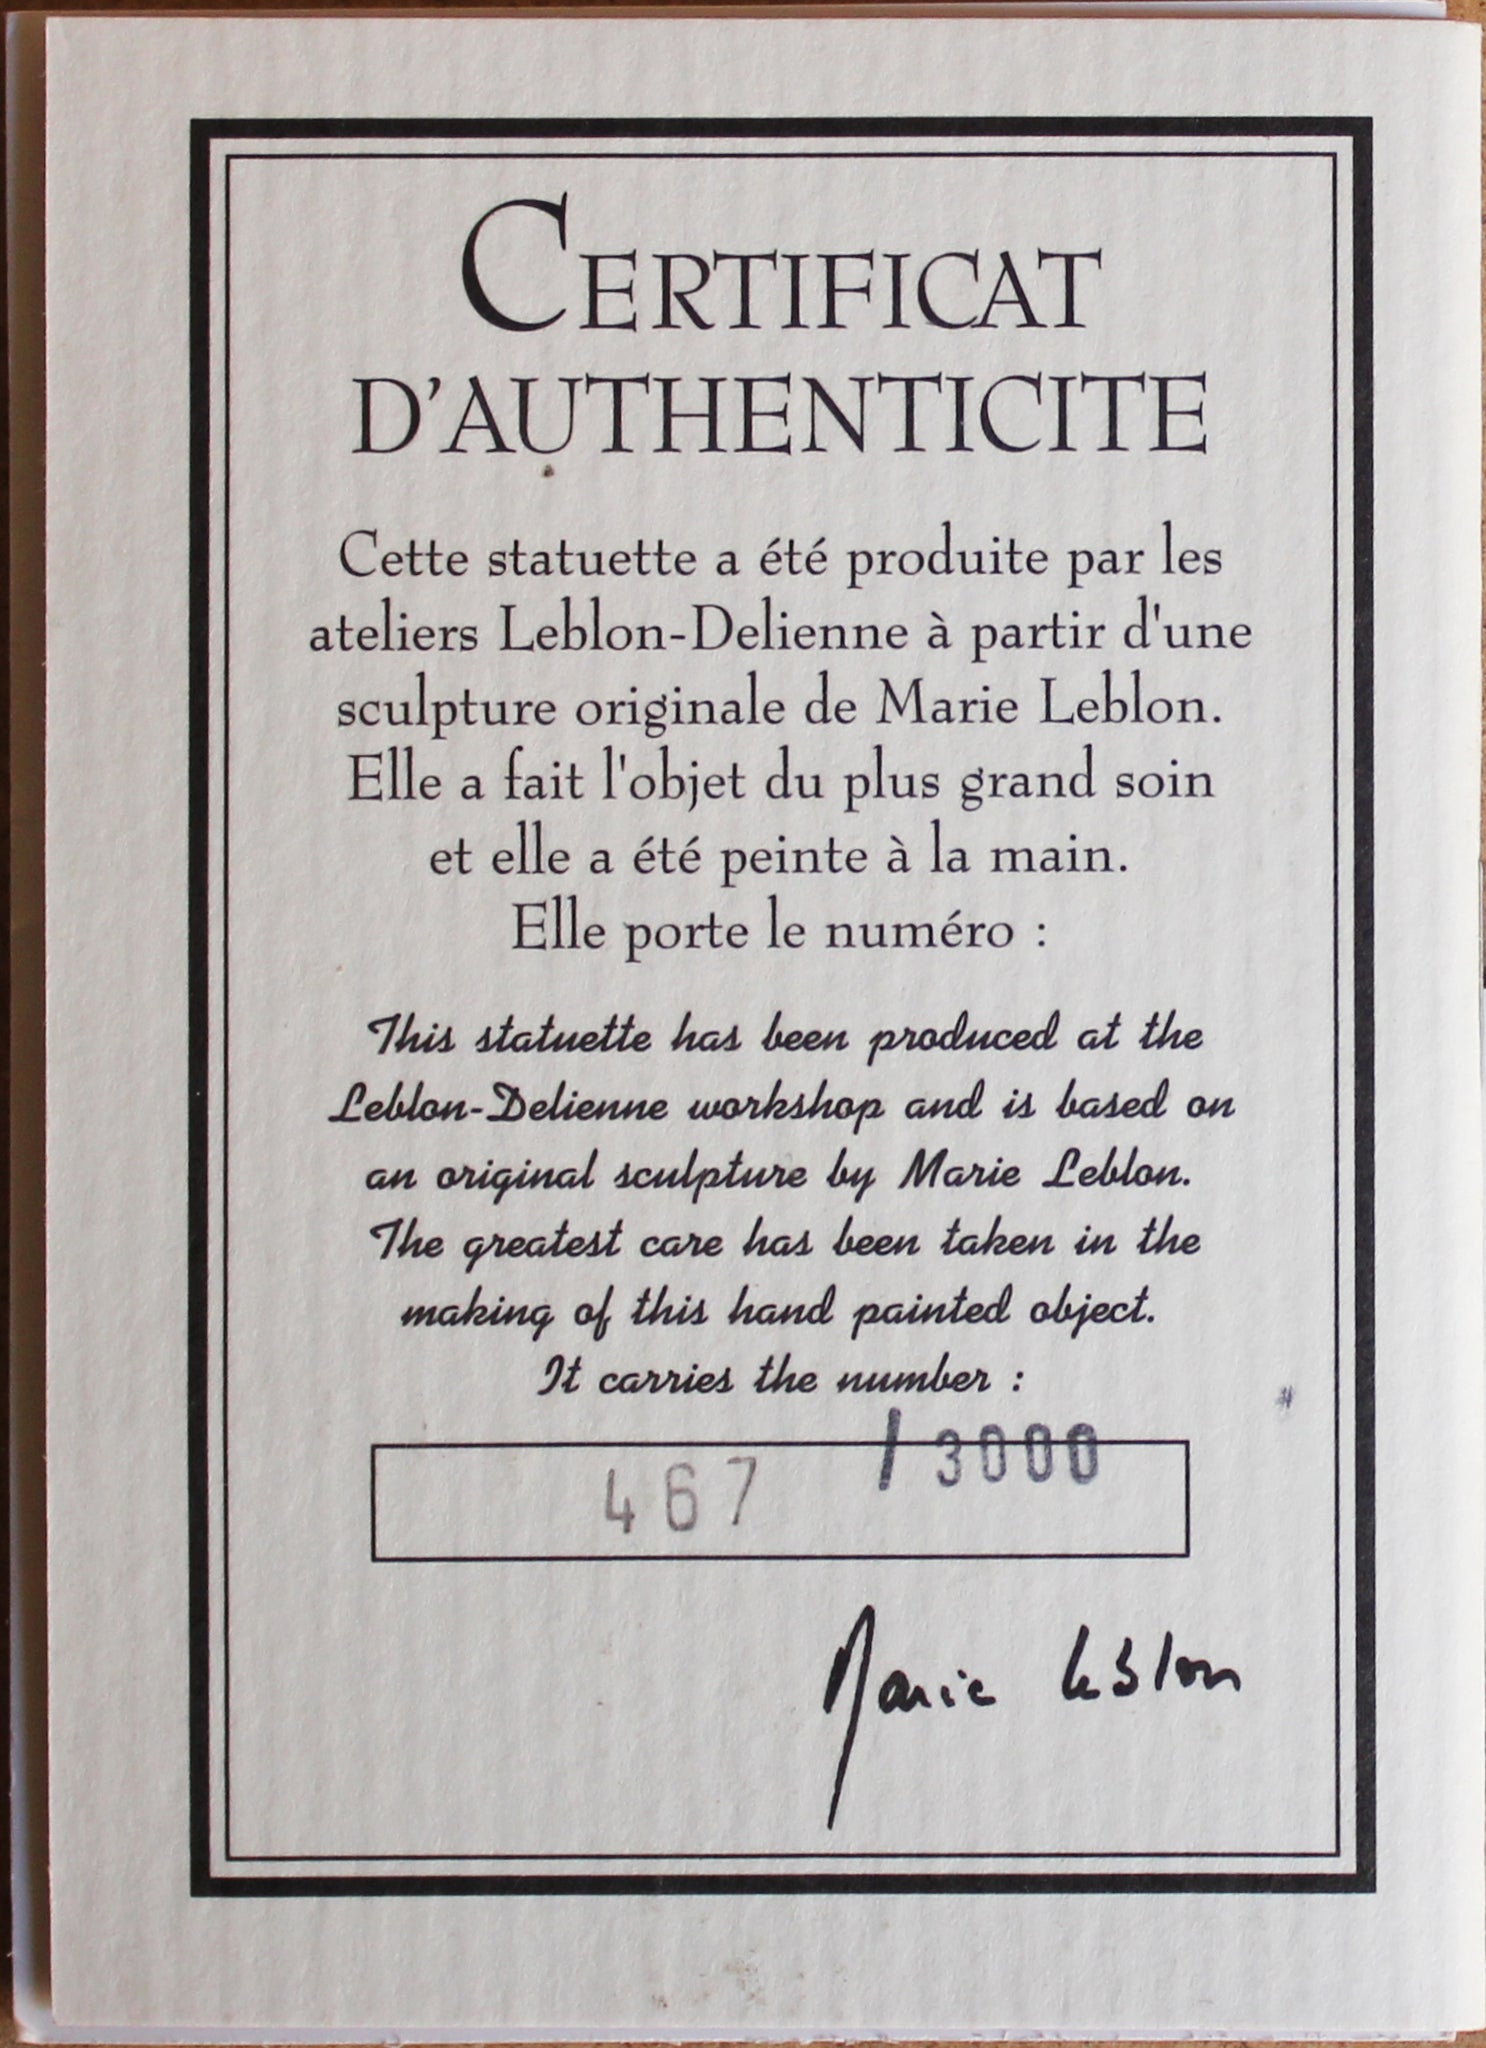 CERTIFICAT
D'AUTHENTICITE
Cette statuette a été produite par les
ateliers Leblon-Delienne à partir d'une
sculpture originale de Marie Leblon.
Elle a fait l'objet du plus grand soin
et elle a été peinte à la main.
Elle porte le numéro :
This statuette has been produced at the
Leblon-Delienne workshop and is based on
an original sculpture by Marie Leblon.
The greatest care has been taken in the
making of this hand painted object.
It carries the number :
467 / 3000
Marie Leblon